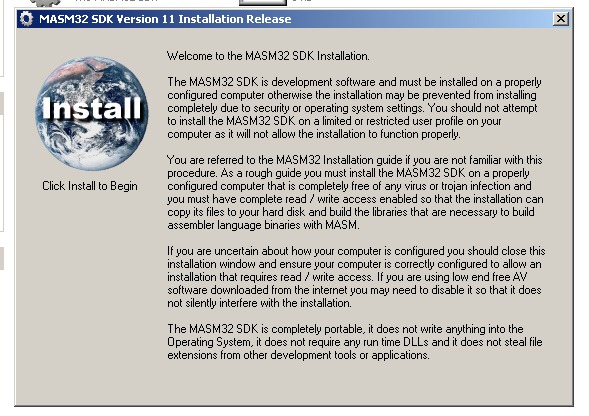 MASM32 SDK Version 11 Installation Release
Install
Click Install to Begin
Welcome to the MASM32 SDK Installation.
The MASM32 SDK is development software and must be installed on a properly
configured computer otherwise the installation may be prevented from installing
completely due to security or operating system settings. You should not attempt
to install the MASM32 SDK on a limited or restricted user profile on your
computer as it will not allow the installation to function properly.
You are referred to the MASM32 Installation guide if you are not familiar with this
procedure. As a rough guide you must install the MASM32 SDK on a properly
configured computer that is completely free of any virus or trojan infection and
you must have complete read / write access enabled so that the installation can
copy its files to your hard disk and build the libraries that are necessary to build
assembler language binaries with MASM.
If you are uncertain about how your computer is configured you should close this
installation window and ensure your computer is correctly configured to allow an
installation that requires read / write access. If you are using low end free AV
software downloaded from the internet you may need to disable it so that it does
not silently interfere with the installation.
The MASM32 SDK is completely portable, it does not write anything into the
Operating System, it does not require any run time DLLs and it does not steal file
extensions from other development tools or applications.